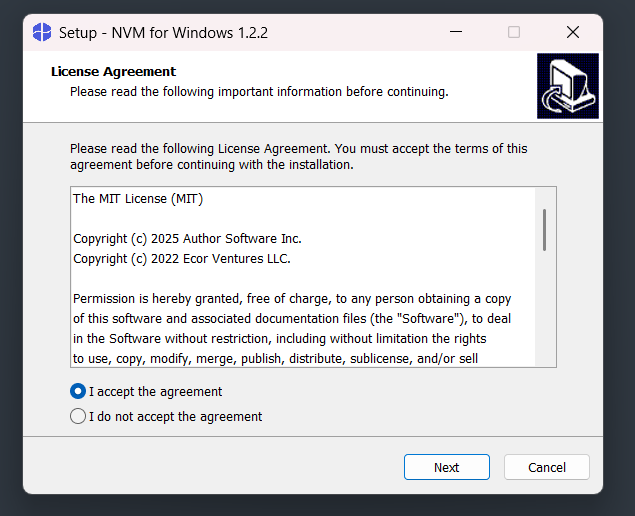 Setup - NVM for Windows 1.2.2
License Agreement
Please read the following important information before continuing.
Please read the following License Agreement. You must accept the terms of this
agreement before continuing with the installation.
The MIT License (MIT)
Copyright (c) 2025 Author Software Inc.
Copyright (c) 2022 Ecor Ventures LLC.
Permission is hereby granted, free of charge, to any person obtaining a copy
of this software and associated documentation files (the "Software"), to deal
in the Software without restriction, including without limitation the rights
to use, copy, modify, merge, publish, distribute, sublicense, and/or sell
I accept the agreement
I do not accept the agreement
Next
Cancel